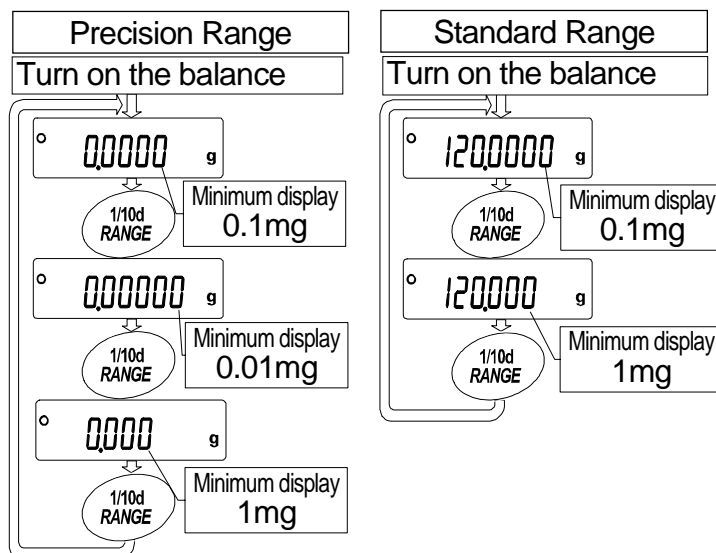 Precision Range
Turn on the balance
0.0000 g
1/10d
RANGE
Minimum display
0.1mg
0.00000 g
1/10d
RANGE
Minimum display
0.01mg
0.000 g
1/10d
RANGE
Minimum display
1mg
Standard Range
Turn on the balance
120.0000 g
1/10d
RANGE
Minimum display
0.1mg
120.000 g
1/10d
RANGE
Minimum display
1mg